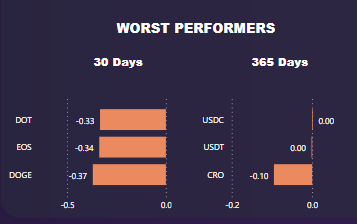 WORST PERFORMERS
30 Days
DOT -0.33
EOS -0.34
DOGE -0.37
-0.5 0.0
365 Days
USDC 0.00
USDT 0.00
CRO -0.10
-0.2 0.0